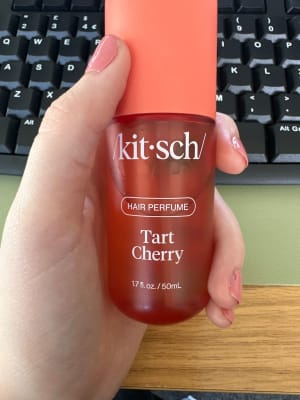 /kit·sch/
HAIR PERFUME
Tart
Cherry
1.7 fl. oz. / 50mL